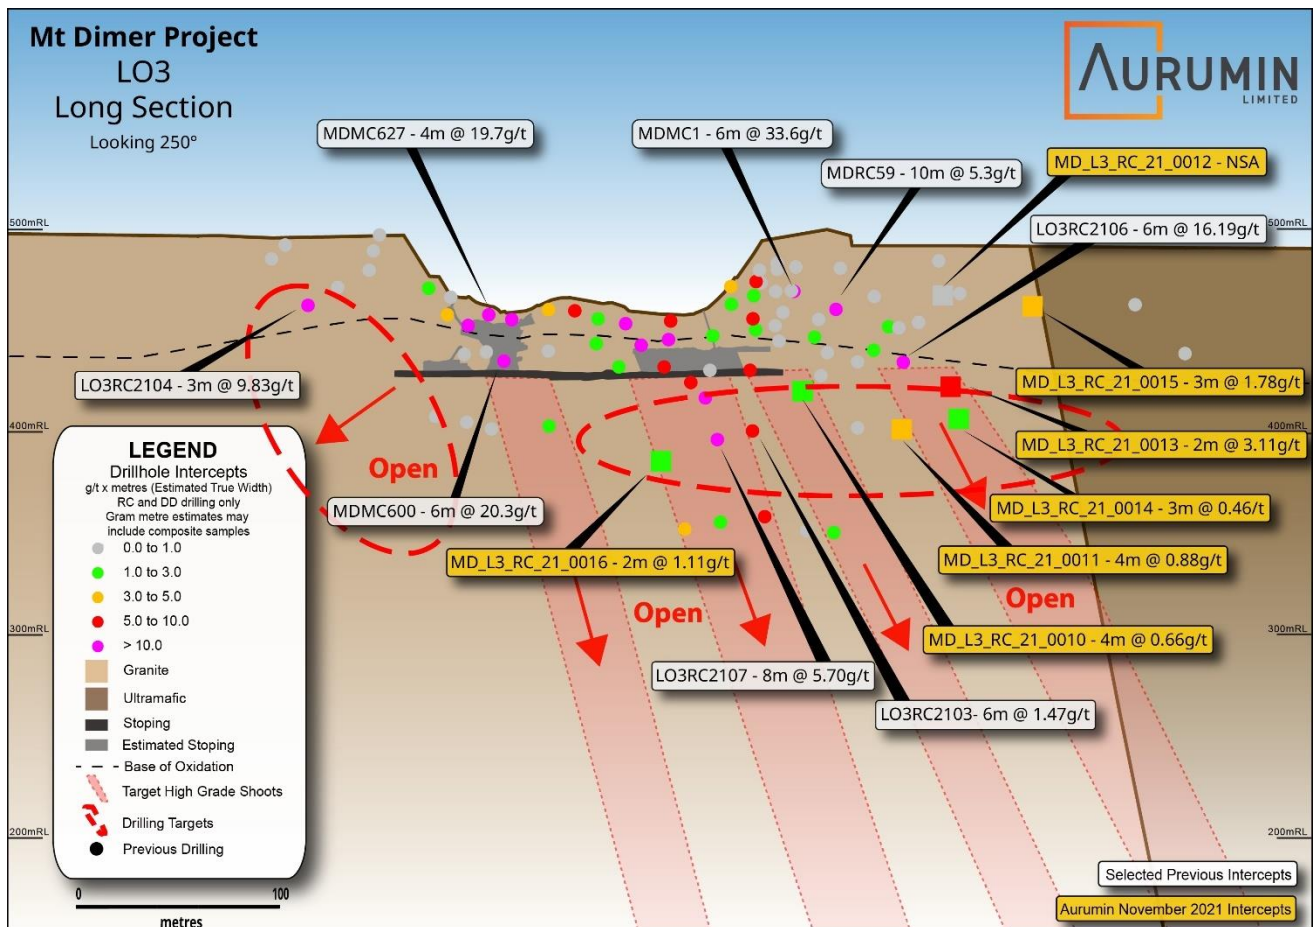 Mt Dimer Project
LO3
Long Section
Looking 250°
AURUMIN
LIMITED
MDMC627 - 4m @ 19.7g/t
MDMC1 - 6m @ 33.6g/t
MDRC59 - 10m @ 5.3g/t
MD_L3_RC_21_0012 - NSA
LO3RC2106 - 6m @ 16.19g/t
500mRL
500mRL
LO3RC2104 - 3m @ 9.83g/t
MD_L3_RC_21_0015 - 3m @ 1.78g/t
400mRL
400mRL
MD_L3_RC_21_0013 - 2m @ 3.11g/t
Open
MDMC600 - 6m @ 20.3g/t
MD_L3_RC_21_0014 - 3m @ 0.46/t
MD_L3_RC_21_0016 - 2m @ 1.11g/t
MD_L3_RC_21_0011 - 4m @ 0.88g/t
Open
Open
300mRL
300mRL
MD_L3_RC_21_0010 - 4m @ 0.66g/t
LO3RC2107 - 8m @ 5.70g/t
LO3RC2103- 6m @ 1.47g/t
LEGEND
Drillhole Intercepts
g/t x metres (Estimated True Width)
RC and DD drilling only
Gram metre estimates may
include composite samples
0.0 to 1.0
1.0 to 3.0
3.0 to 5.0
5.0 to 10.0
> 10.0
Granite
Ultramafic
Stoping
Estimated Stoping
Base of Oxidation
Target High Grade Shoots
Drilling Targets
Previous Drilling
200mRL
200mRL
0 100
metres
Selected Previous Intercepts
Aurumin November 2021 Intercepts